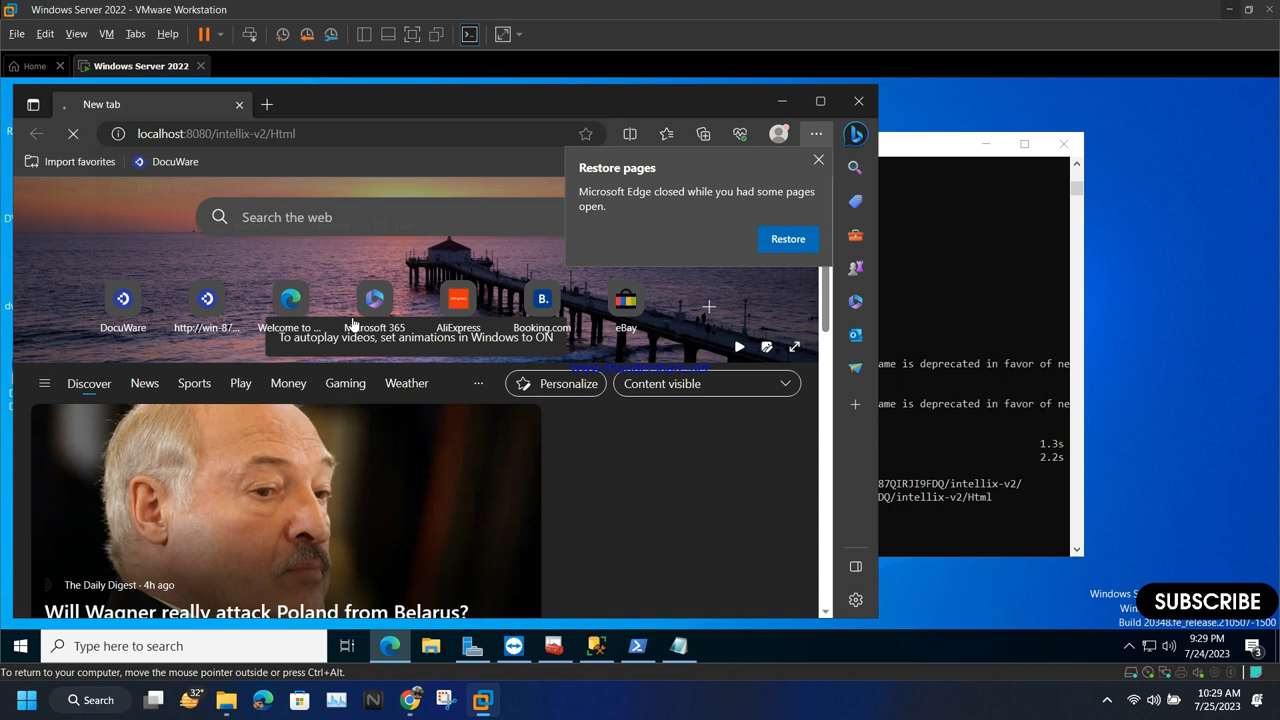 Windows Server 2022 - VMware Workstation
File Edit View VM Tabs Help
Home Windows Server 2022
New tab
localhost:8080/intellix-v2/Html
Import favorites DocuWare
Restore pages
Microsoft Edge closed while you had some pages
open.
Restore
Search the web
DocuWare http://win-87... Welcome to ... Microsoft 365 AliExpress Booking.com eBay
B.
To autoplay videos, set animations in Windows to ON
www.thundershare.net
Discover News Sports Play Money Gaming Weather ... Personalize Content visible
ame is deprecated in favor of ne
ame is deprecated in favor of ne
1.3s
2.2s
87QIRJI9FDQ/intellix-v2/
DQ/intellix-v2/Html
The Daily Digest · 4h ago
Will Wagner really attack Poland from Belarus?
Windows S
Win
Build 20348.fe_release.210507-1500
SUBSCRIBE
Type here to search
9:29 PM
7/24/2023
3
To return to your computer, move the mouse pointer outside or press Ctrl+Alt.
Search
32°
10:29 AM
7/25/2023